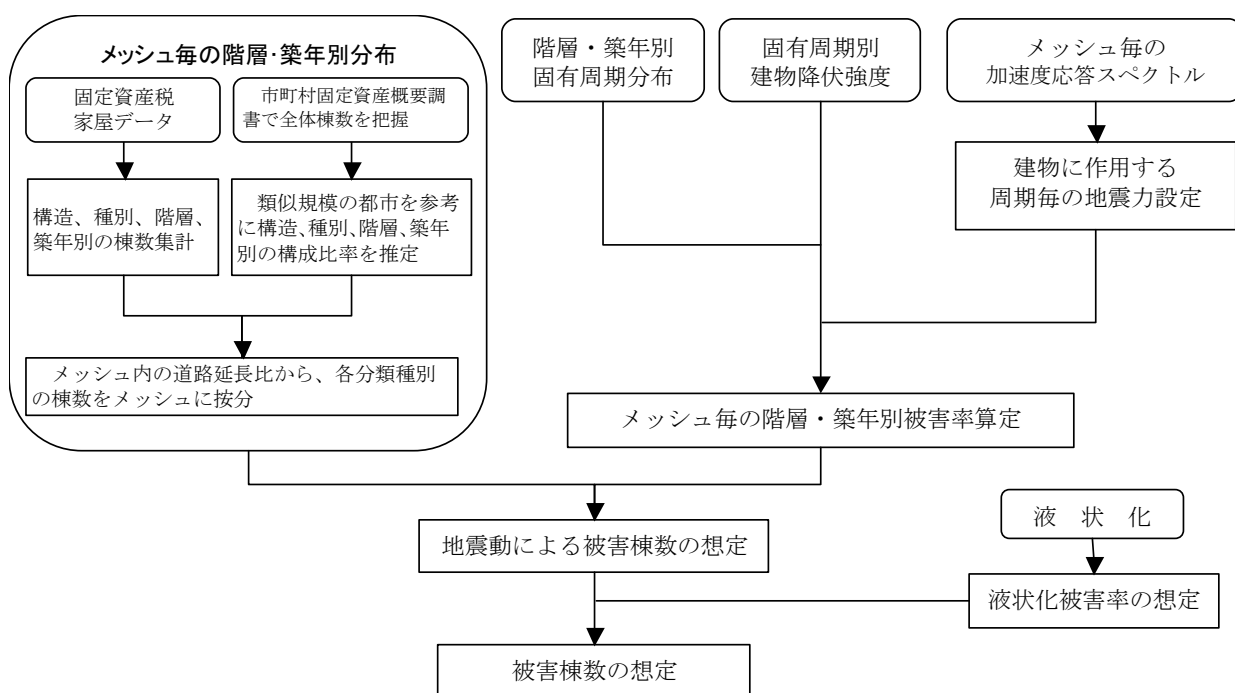 メッシュ毎の階層・築年別分布
固定資産税
家屋データ
市町村固定資産概要調
書で全体棟数を把握
構造、種別、階層、
築年別の棟数集計
類似規模の都市を参考
に構造、種別、階層、築年
別の構成比率を推定
メッシュ内の道路延長比から、各分類種別
の棟数をメッシュに按分
階層・築年別
固有周期分布
固有周期別
建物降伏強度
メッシュ毎の
加速度応答スペクトル
建物に作用する
周期毎の地震力設定
メッシュ毎の階層・築年別被害率算定
地震動による被害棟数の想定
液 状 化
液状化被害率の想定
被害棟数の想定